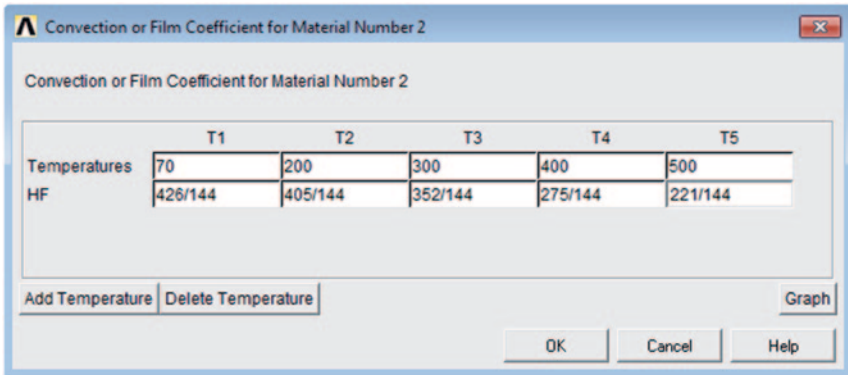 Convection or Film Coefficient for Material Number 2
Convection or Film Coefficient for Material Number 2
T1 T2 T3 T4 T5
Temperatures 70 200 300 400 500
HF 426/144 405/144 352/144 275/144 221/144
Add Temperature Delete Temperature Graph
OK Cancel Help